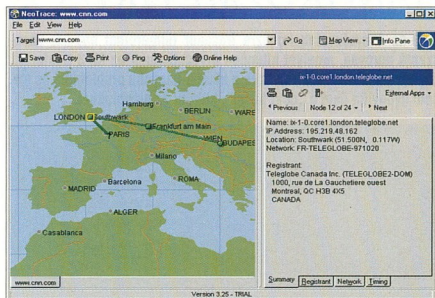 NeoTrace: www.cnn.com
File Edit View Help
Target www.cnn.com Go Map View Info Pane
Save Copy Print Ping Options Online Help
ix-1-0.core1.london.teleglobe.net
External Apps
Previous Node 12 of 24 Next
Name: ix-1-0.core1.london.teleglobe.net
IP Address: 195.219.48.162
Location: Southwark (51.500N, 0.117W)
Network: FR-TELEGLOBE-971020
Registrant:
Teleglobe Canada Inc. (TELEGLOBE2-DOM)
1000, rue de La Gauchetiere ouest
Montreal, QC H3B 4X5
CANADA
Hamburg
BERLIN
WARS
LONDON Southwark
Frankfurt am Main
PARIS
WIEN
BUDAPES
Milano
Barcelona
ROMA
MADRID
ALGER
Casablanca
www.cnn.com
Summary Registrant Network Timing
Version 3.25 - TRIAL